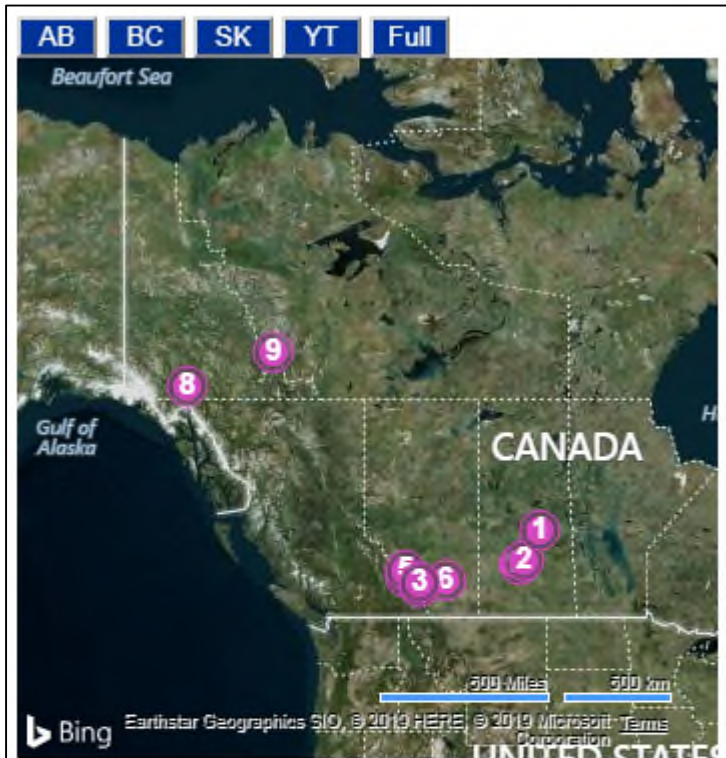 AB BC SK YT Full
Beaufort Sea
9
8
Gulf of
Alaska
H
CANADA
1
2
5
3 6
500 Miles 500 km
Bing Earthstar Geographics SIO, © 2019 HERE, © 2019 Microsoft Terms
Corporation
UNITED STATES